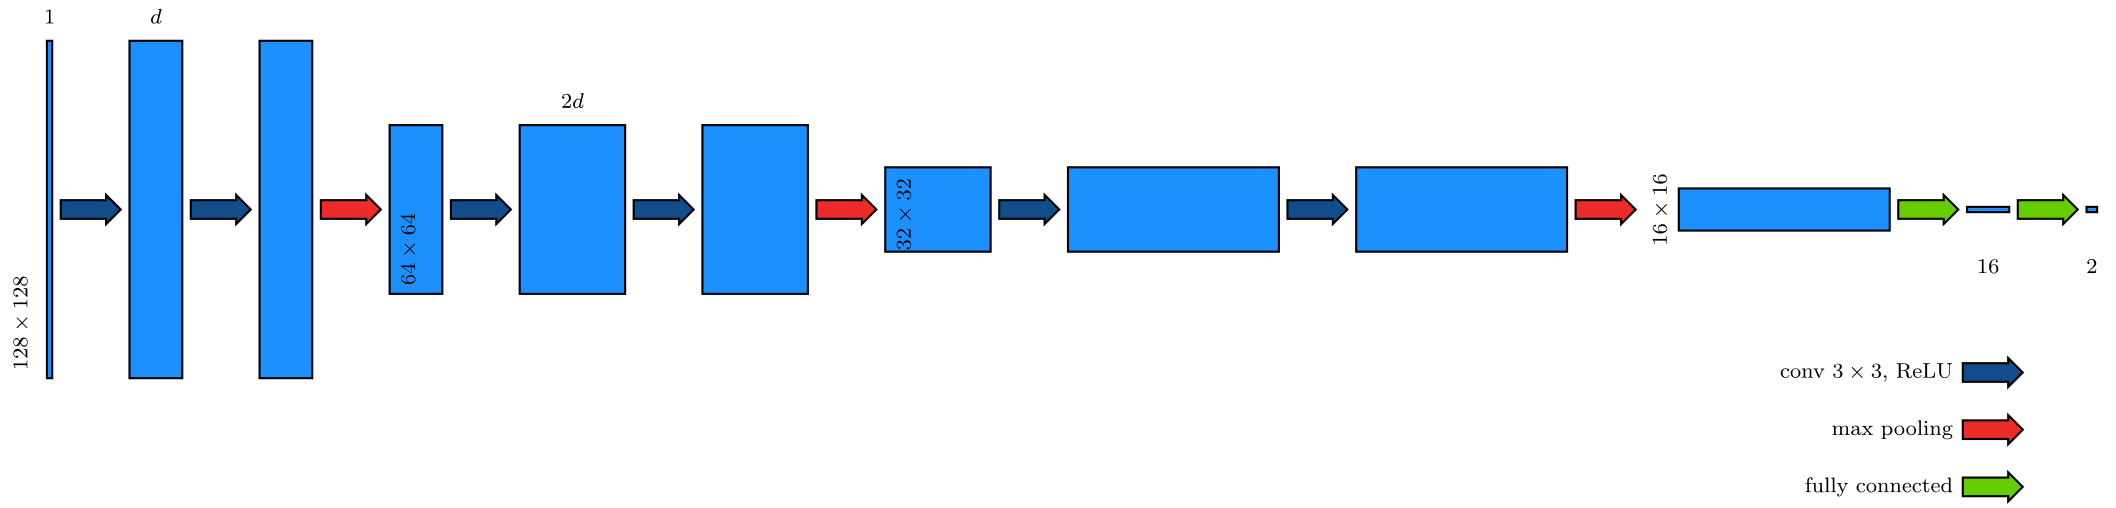 1
d
2d
128 × 128
64 × 64
32 × 32
16 × 16
16
2
conv 3 × 3, ReLU
max pooling
fully connected